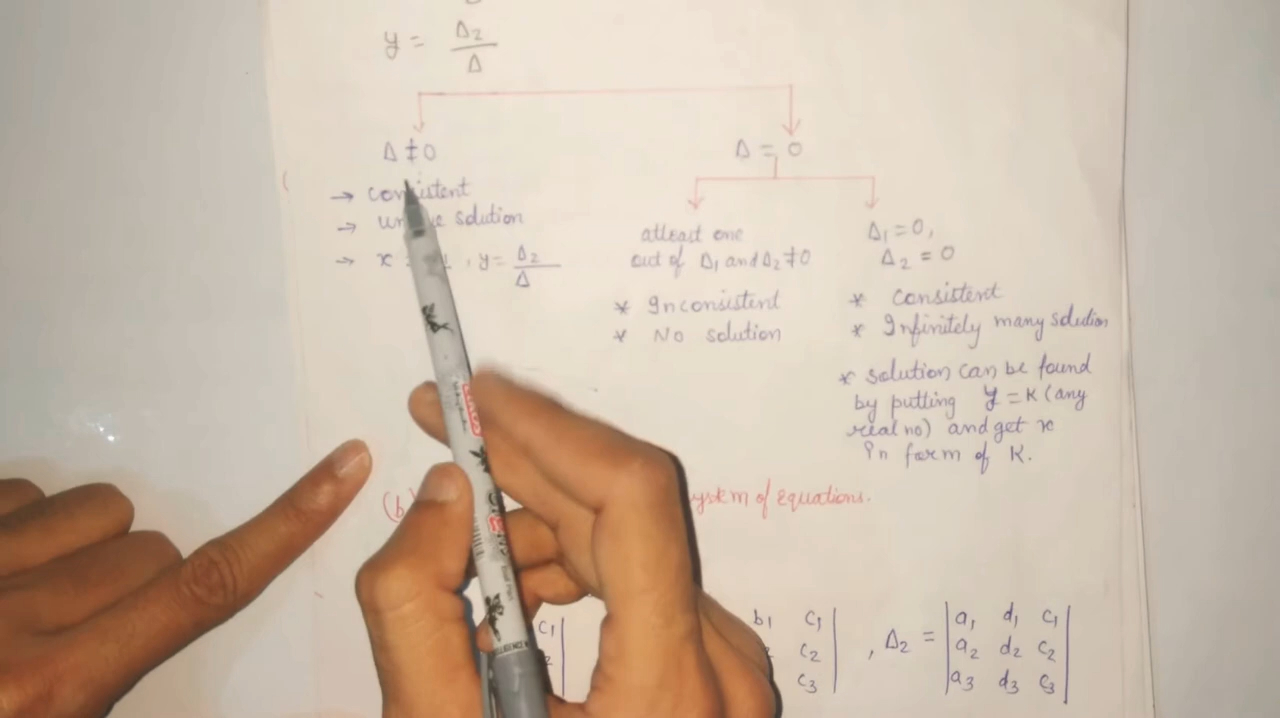 y = Δ2/Δ
Δ ≠ 0
Δ = 0
→ consistent
→ solution
→ x = , y = Δ2/Δ
atleast one
out of Δ1 and Δ2 ≠ 0
* Inconsistent
* No solution
Δ1 = 0,
Δ2 = 0
* Consistent
* Infinitely many solution
* solution can be found
by putting y = K (any
real no) and get x
in form of K.
(b) system of equations.
c1
b1 c1
c2
c3
, Δ2 = | a1 d1 c1 |
| a2 d2 c2 |
| a3 d3 c3 |